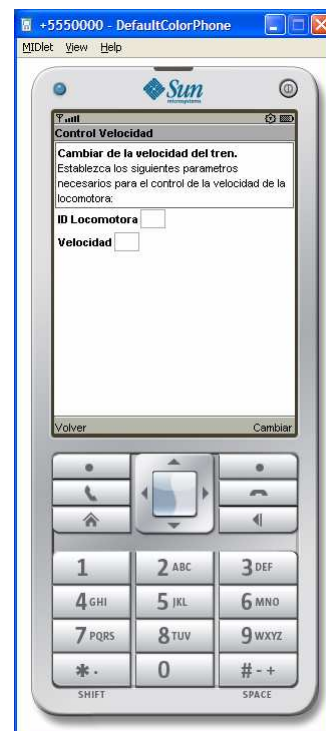 +5550000 - DefaultColorPhone
MIDlet View Help
Sun
microsystems
Control Velocidad
Cambiar de la velocidad del tren.
Establezca los siguientes parametros
necesarios para el control de la velocidad de la
locomotora:
ID Locomotora
Velocidad
Volver Cambiar
1 2 ABC 3 DEF
4 GHI 5 JKL 6 MNO
7 PQRS 8 TUV 9 WXYZ
* . 0 # - +
SHIFT SPACE